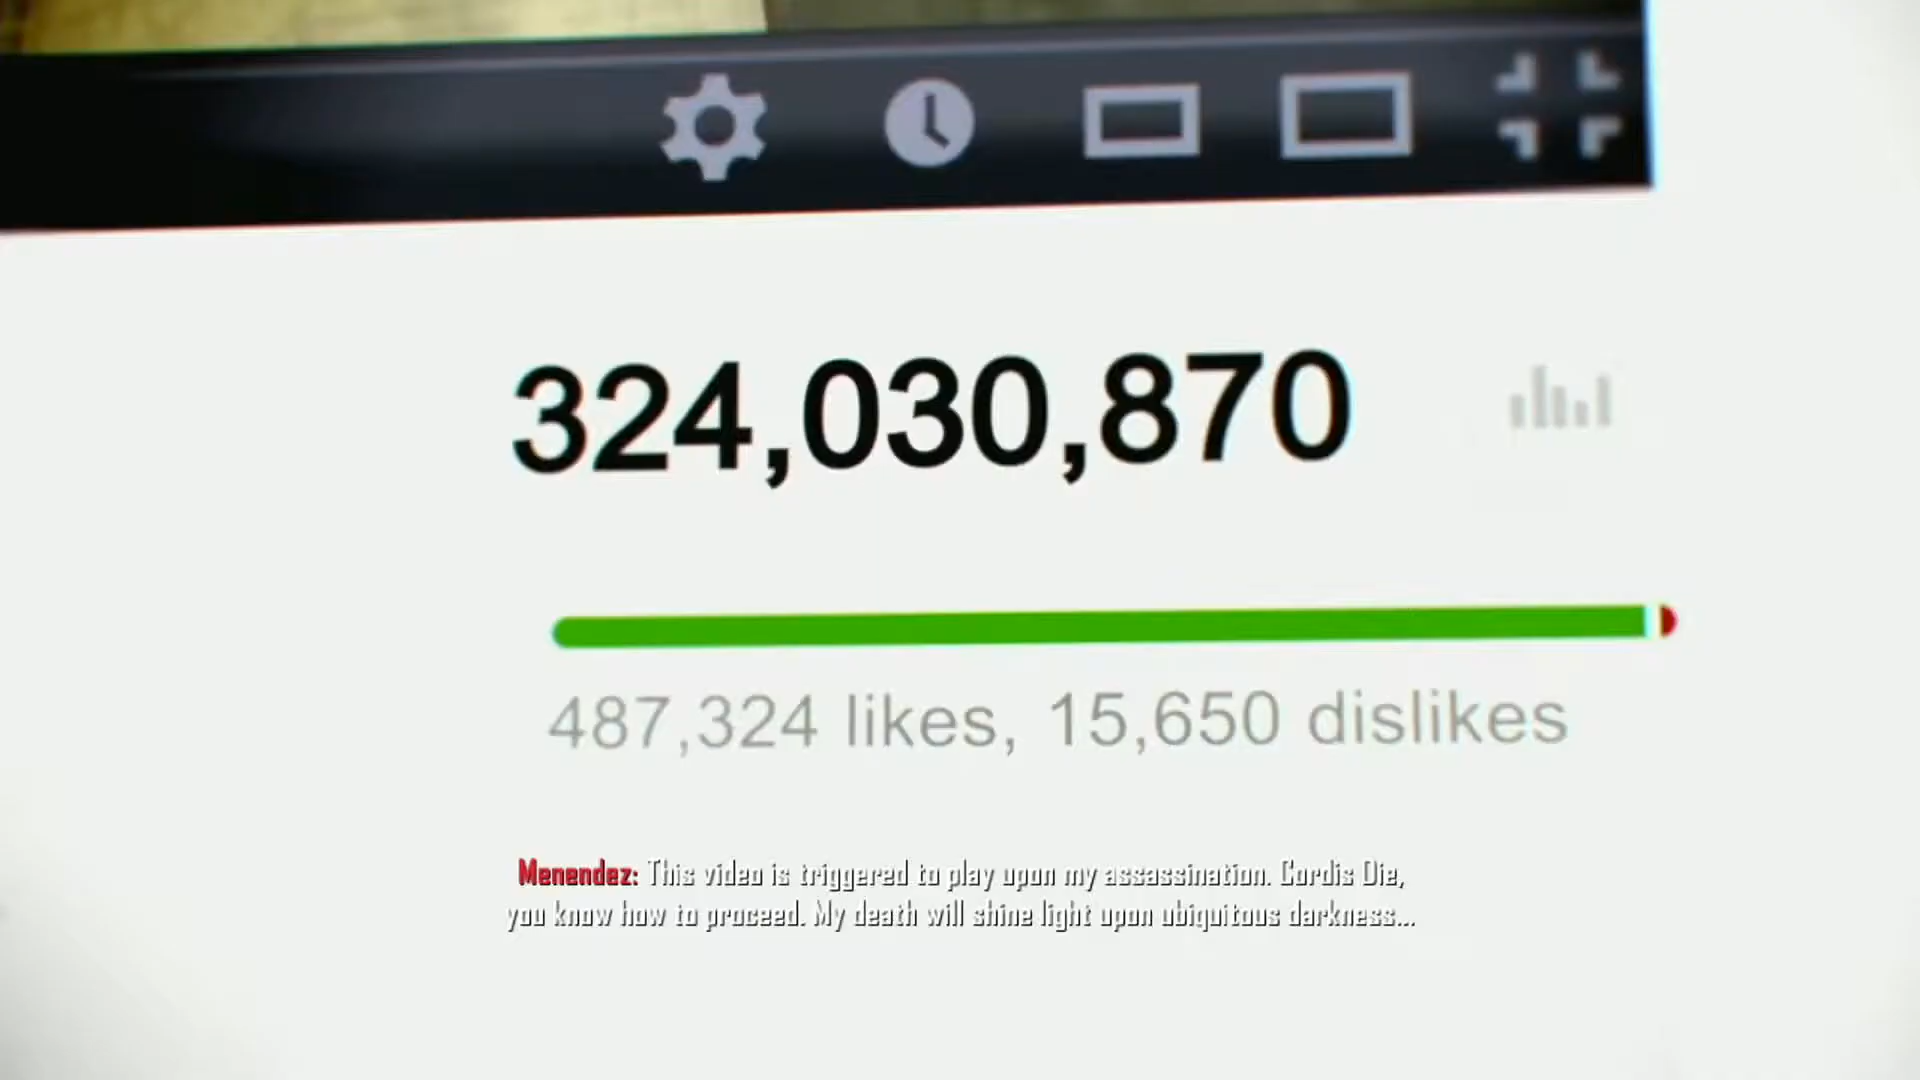 324,030,870
487,324 likes, 15,650 dislikes
Menendez: This video is triggered to play upon my assassination. Cordis Die,
you know how to proceed. My death will shine light upon ubiquitous darkness...